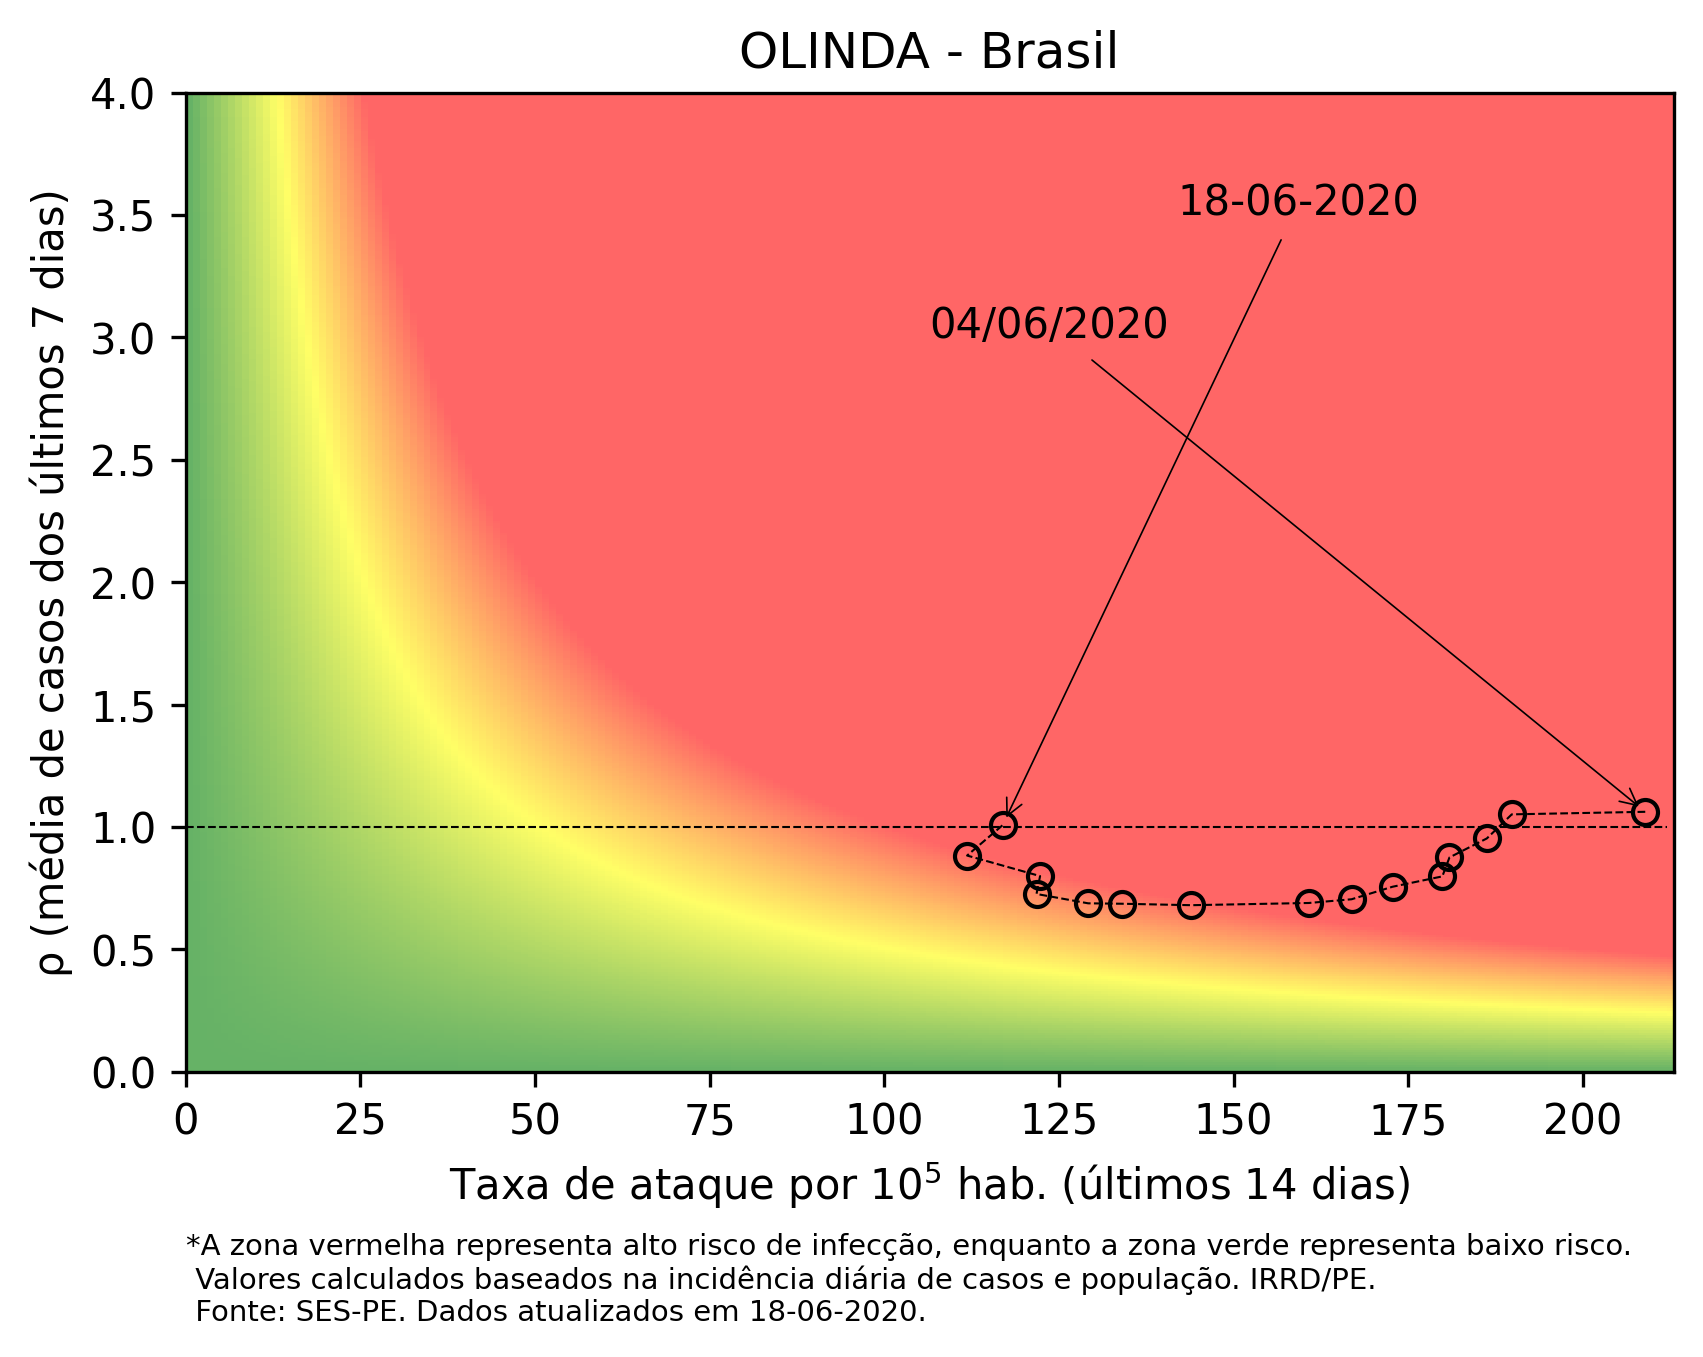 OLINDA - Brasil
4.0
3.5
3.0
2.5
2.0
1.5
1.0
0.5
0.0
ρ (média de casos dos últimos 7 dias)
18-06-2020
04/06/2020
0 25 50 75 100 125 150 175 200
Taxa de ataque por 10⁵ hab. (últimos 14 dias)
*A zona vermelha representa alto risco de infecção, enquanto a zona verde representa baixo risco.
Valores calculados baseados na incidência diária de casos e população. IRRD/PE.
Fonte: SES-PE. Dados atualizados em 18-06-2020.